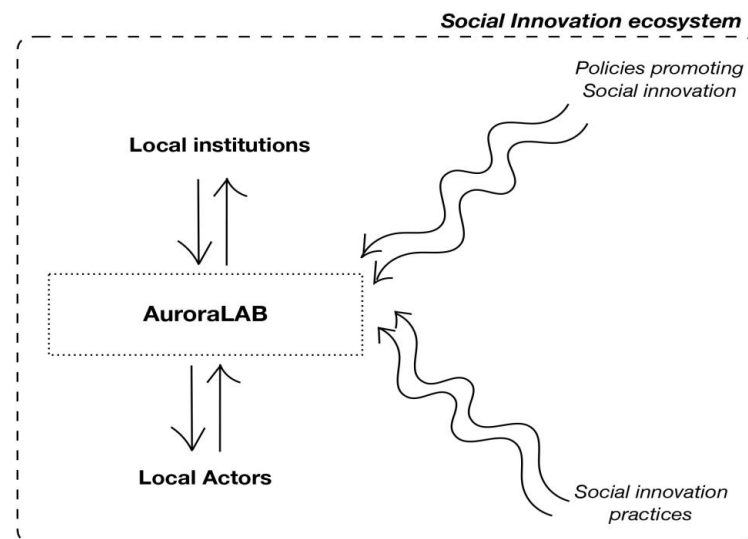 Social Innovation ecosystem
Policies promoting
Social innovation
Local institutions
AuroraLAB
Local Actors
Social innovation
practices